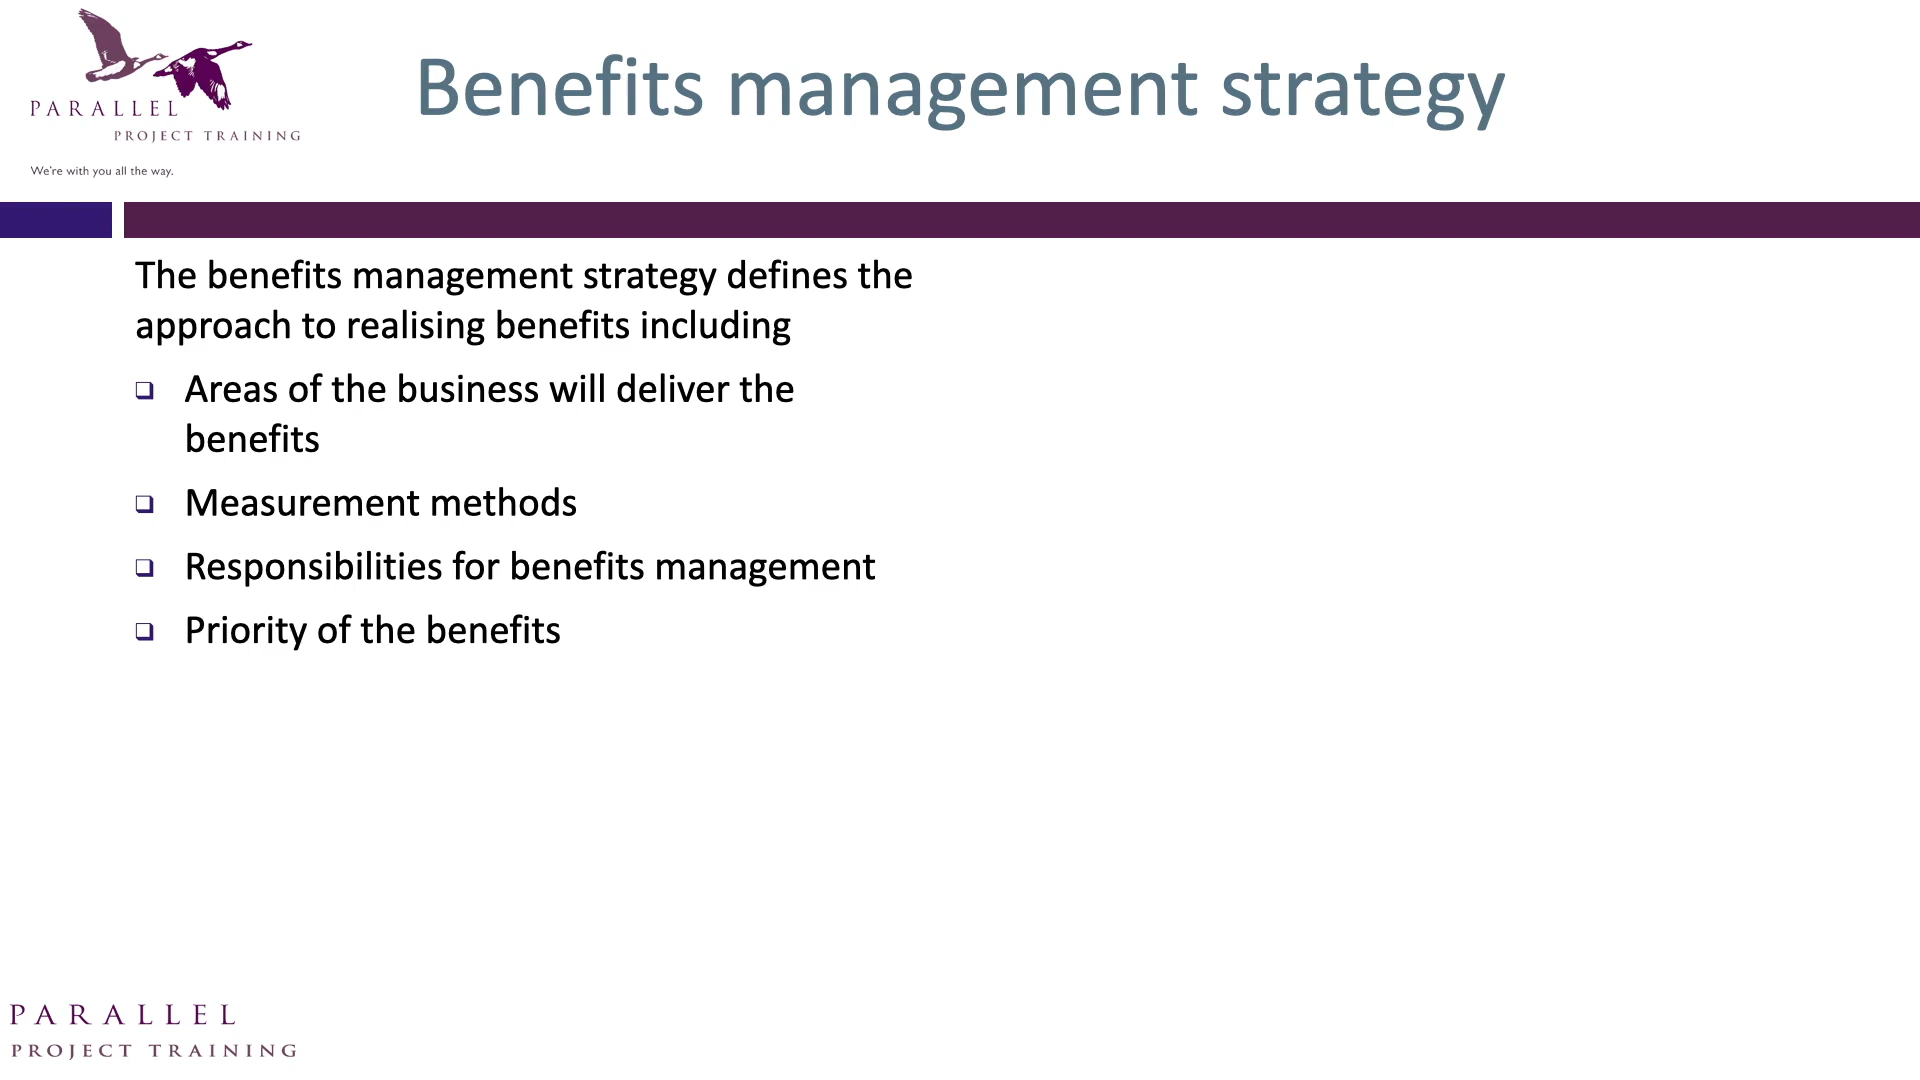 PARALLEL
PROJECT TRAINING
We're with you all the way.
Benefits management strategy
The benefits management strategy defines the
approach to realising benefits including
Areas of the business will deliver the
benefits
Measurement methods
Responsibilities for benefits management
Priority of the benefits
PARALLEL
PROJECT TRAINING